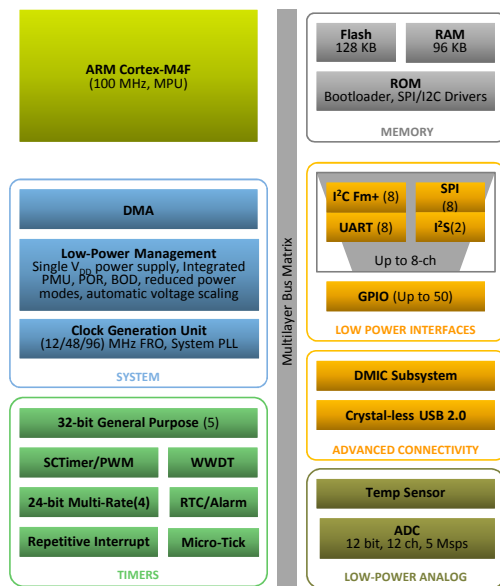 ARM Cortex-M4F
(100 MHz, MPU)
DMA
Low-Power Management
Single VDD power supply, Integrated
PMU, POR, BOD, reduced power
modes, automatic voltage scaling
Clock Generation Unit
(12/48/96) MHz FRO, System PLL
SYSTEM
32-bit General Purpose (5)
SCTimer/PWM
WWDT
24-bit Multi-Rate(4)
RTC/Alarm
Repetitive Interrupt
Micro-Tick
TIMERS
Multilayer Bus Matrix
Flash
128 KB
RAM
96 KB
ROM
Bootloader, SPI/I2C Drivers
MEMORY
I²C Fm+ (8)
SPI
(8)
UART (8)
I²S(2)
Up to 8-ch
GPIO (Up to 50)
LOW POWER INTERFACES
DMIC Subsystem
Crystal-less USB 2.0
ADVANCED CONNECTIVITY
Temp Sensor
ADC
12 bit, 12 ch, 5 Msps
LOW-POWER ANALOG